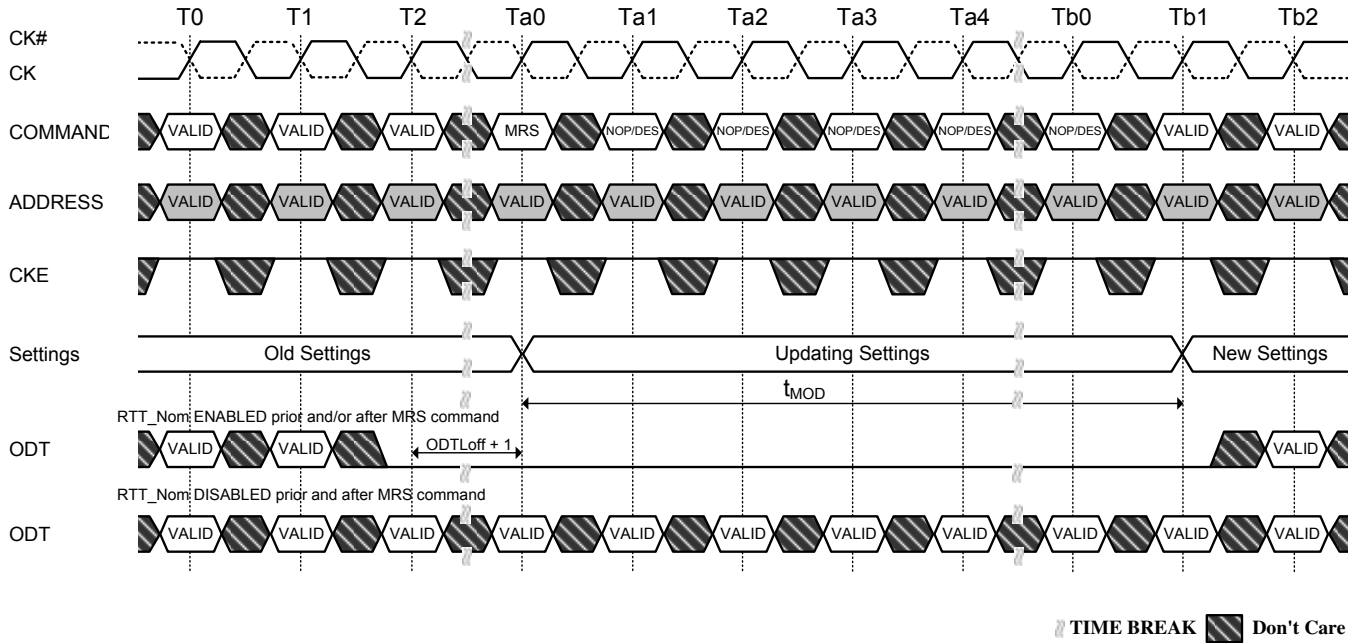 T0 T1 T2 Ta0 Ta1 Ta2 Ta3 Ta4 Tb0 Tb1 Tb2
CK#
CK
COMMAND VALID VALID VALID MRS NOP/DES NOP/DES NOP/DES NOP/DES NOP/DES VALID VALID
ADDRESS VALID VALID VALID VALID VALID VALID VALID VALID VALID VALID VALID
CKE
Settings Old Settings Updating Settings New Settings
tMOD
RTT_Nom ENABLED prior and/or after MRS command
ODT VALID VALID ODTLoff + 1 VALID
RTT_Nom DISABLED prior and after MRS command
ODT VALID VALID VALID VALID VALID VALID VALID VALID VALID VALID VALID
TIME BREAK Don't Care